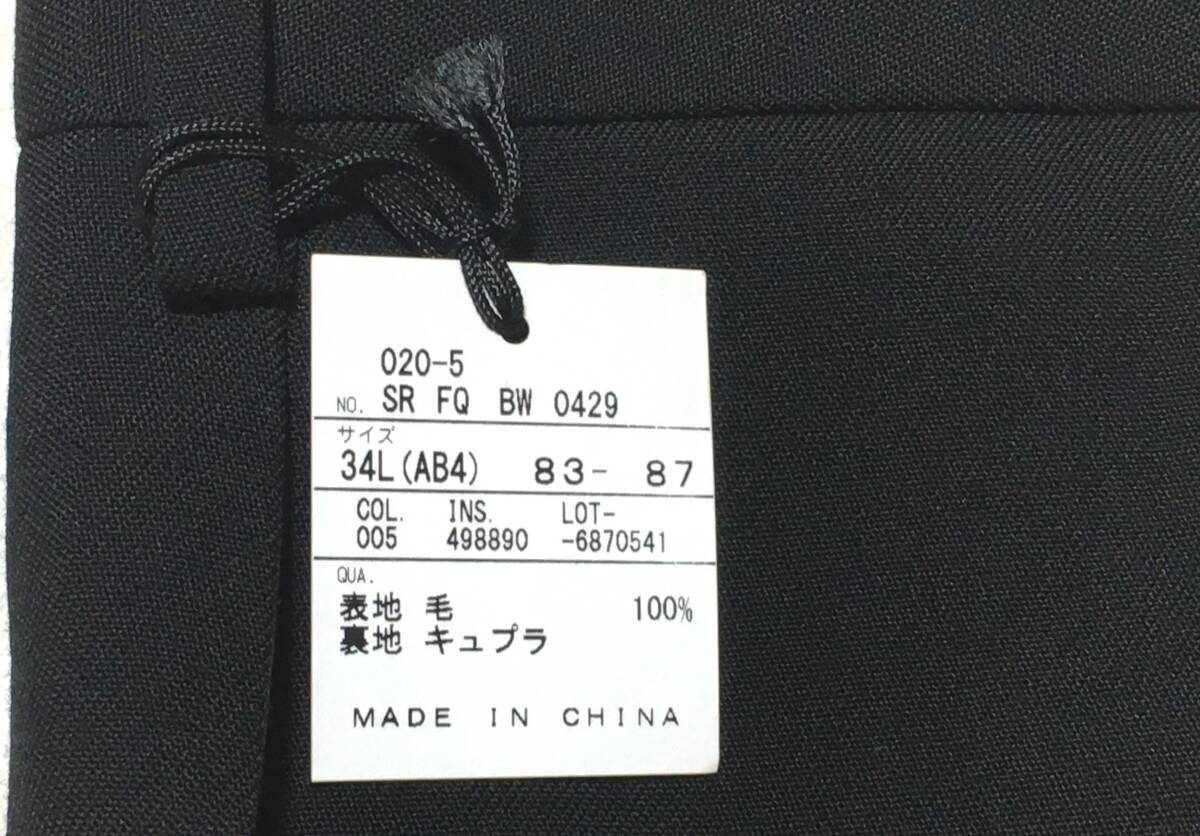 020-5
NO. SR FQ BW 0429
サイズ
34L(AB4) 83- 87
COL. INS. LOT-
005 498890 -6870541
QUA.
表地 毛 100%
裏地 キュプラ
MADE IN CHINA